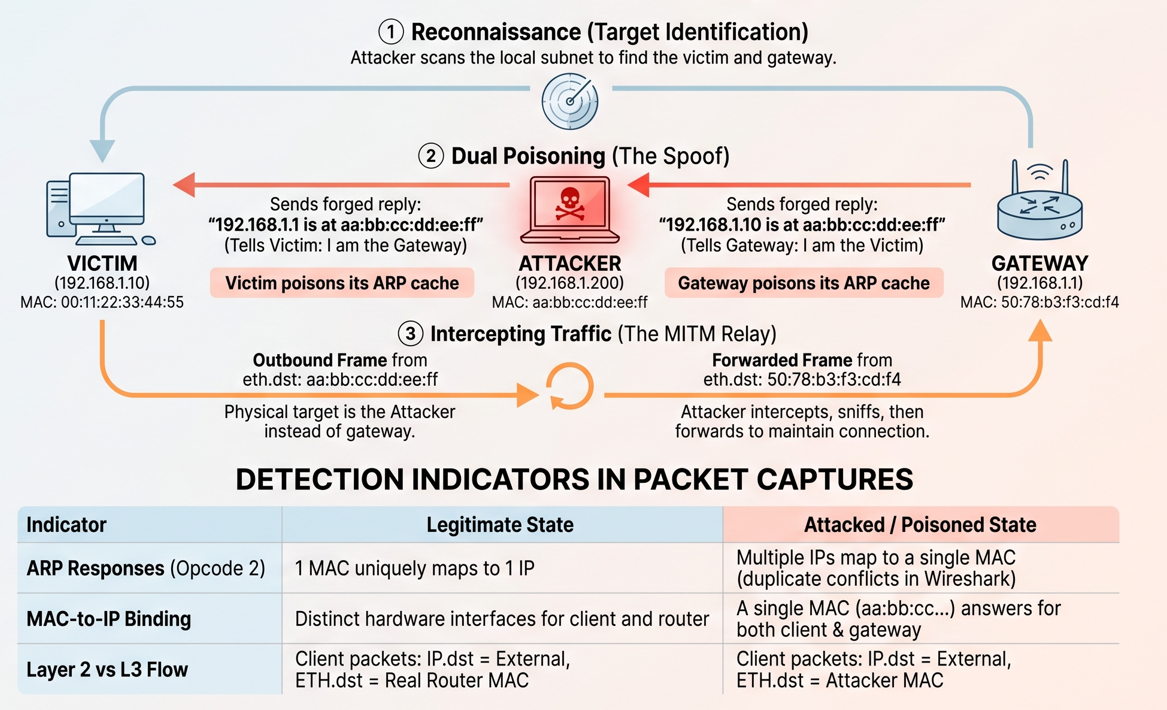 ① Reconnaissance (Target Identification)
Attacker scans the local subnet to find the victim and gateway.
② Dual Poisoning (The Spoof)
Sends forged reply:
“192.168.1.1 is at aa:bb:cc:dd:ee:ff”
(Tells Victim: I am the Gateway)
Victim poisons its ARP cache
Sends forged reply:
“192.168.1.10 is at aa:bb:cc:dd:ee:ff”
(Tells Gateway: I am the Victim)
Gateway poisons its ARP cache
VICTIM
(192.168.1.10)
MAC: 00:11:22:33:44:55
ATTACKER
(192.168.1.200)
MAC: aa:bb:cc:dd:ee:ff
GATEWAY
(192.168.1.1)
MAC: 50:78:b3:f3:cd:f4
③ Intercepting Traffic (The MITM Relay)
Outbound Frame from
eth.dst: aa:bb:cc:dd:ee:ff
Physical target is the Attacker
instead of gateway.
Forwarded Frame from
eth.dst: 50:78:b3:f3:cd:f4
Attacker intercepts, sniffs, then
forwards to maintain connection.
DETECTION INDICATORS IN PACKET CAPTURES
Indicator
Legitimate State
Attacked / Poisoned State
ARP Responses (Opcode 2)
1 MAC uniquely maps to 1 IP
Multiple IPs map to a single MAC
(duplicate conflicts in Wireshark)
MAC-to-IP Binding
Distinct hardware interfaces for client and router
A single MAC (aa:bb:cc...) answers for
both client & gateway
Layer 2 vs L3 Flow
Client packets: IP.dst = External,
ETH.dst = Real Router MAC
Client packets: IP.dst = External,
ETH.dst = Attacker MAC